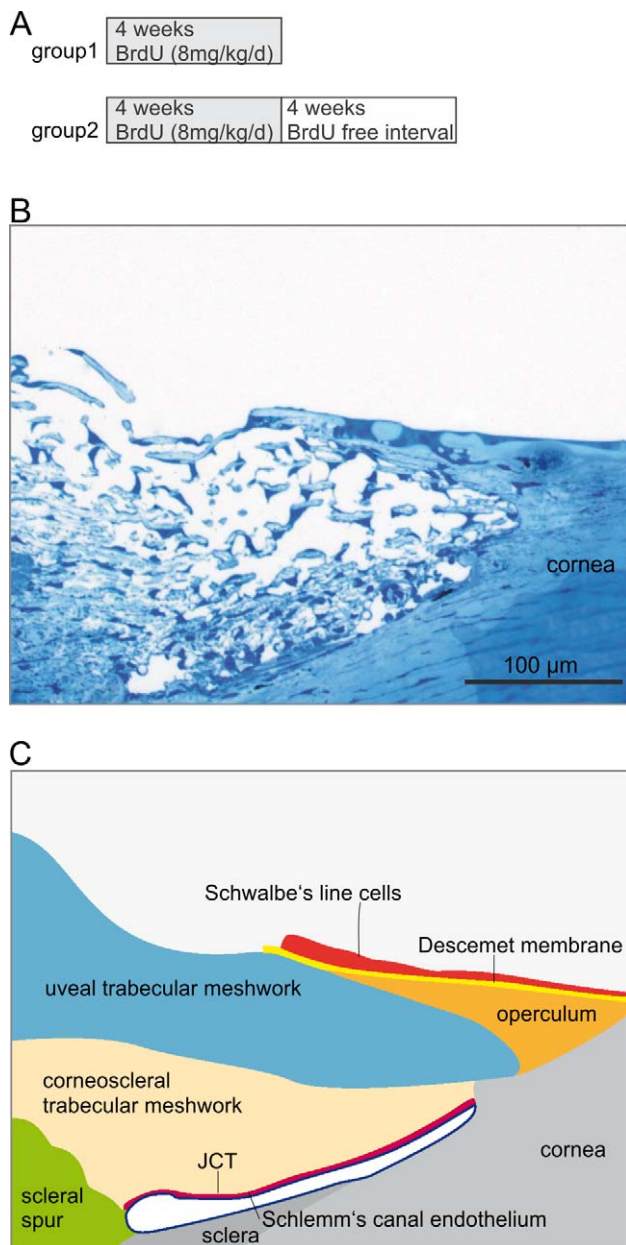 A
group1
4 weeks
BrdU (8mg/kg/d)
group2
4 weeks
BrdU (8mg/kg/d)
4 weeks
BrdU free interval
B
cornea
100 µm
C
Schwalbe‘s line cells
Descemet membrane
uveal trabecular meshwork
operculum
corneoscleral
trabecular meshwork
cornea
JCT
scleral
spur
Schlemm‘s canal endothelium
sclera